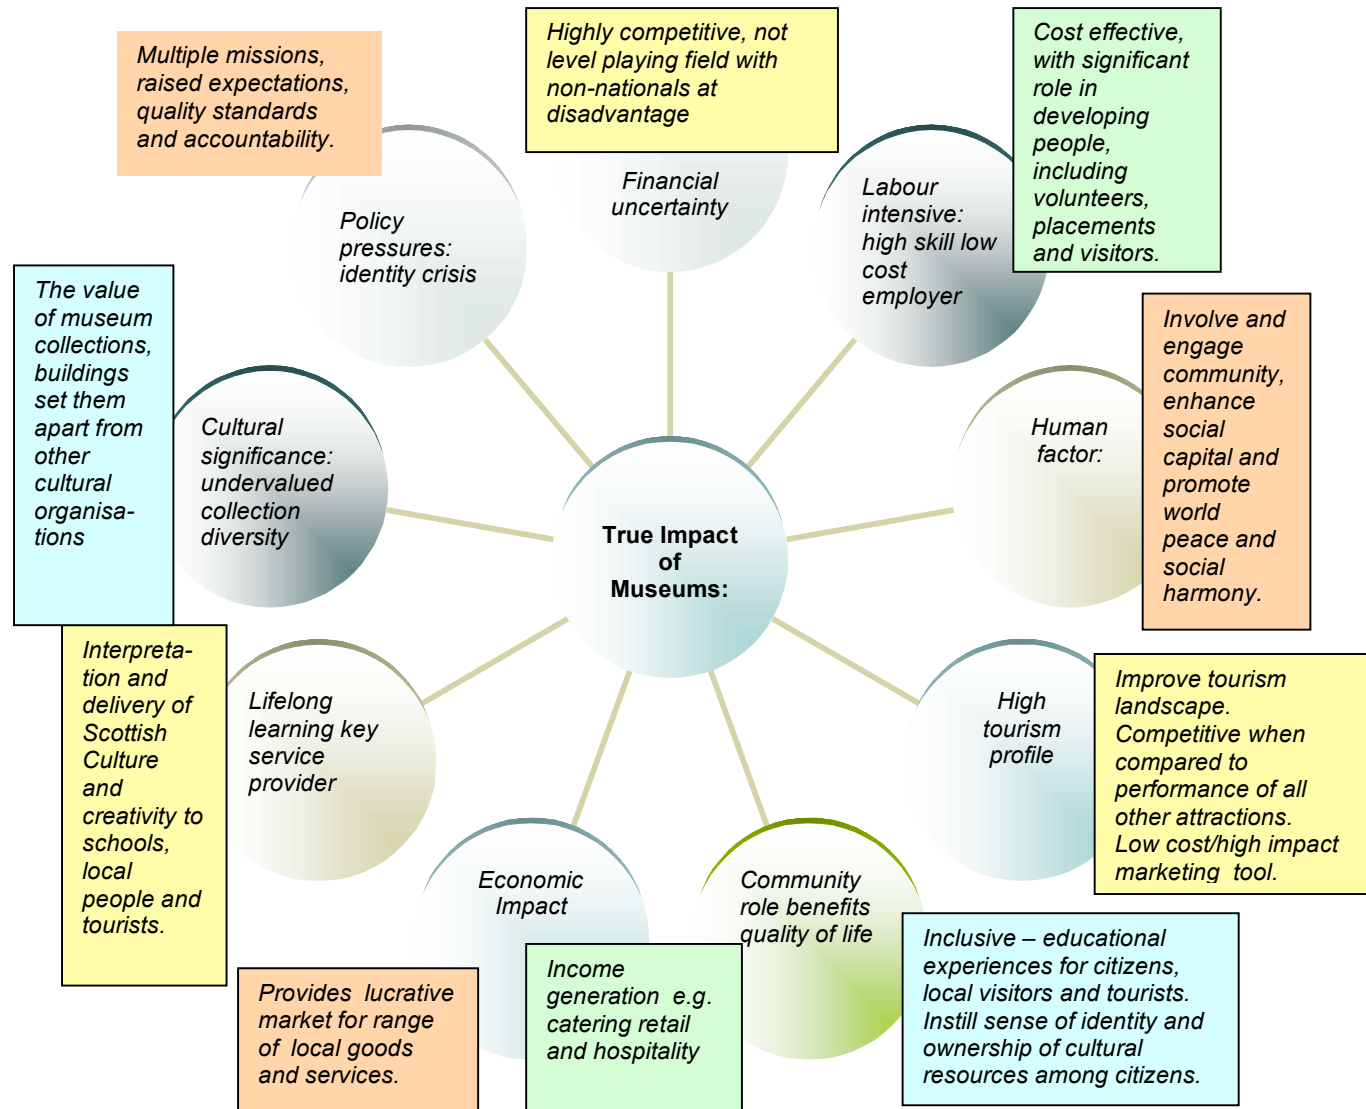 Multiple missions,
raised expectations,
quality standards
and accountability.
Highly competitive, not
level playing field with
non-nationals at
disadvantage
Cost effective,
with significant
role in
developing
people,
including
volunteers,
placements
and visitors.
Policy
pressures:
identity crisis
Financial
uncertainty
Labour
intensive:
high skill low
cost
employer
The value
of museum
collections,
buildings
set them
apart from
other
cultural
organisa-
tions
Cultural
significance:
undervalued
collection
diversity
True Impact
of
Museums:
Human
factor:
Involve and
engage
community,
enhance
social
capital and
promote
world
peace and
social
harmony.
Interpreta-
tion and
delivery of
Scottish
Culture
and
creativity to
schools,
local
people and
tourists.
Lifelong
learning key
service
provider
High
tourism
profile
Improve tourism
landscape.
Competitive when
compared to
performance of all
other attractions.
Low cost/high impact
marketing  tool.
Economic
Impact
Community
role benefits
quality of life
Provides  lucrative
market for range
of  local goods
and services.
Income
generation  e.g.
catering retail
and hospitality
Inclusive – educational
experiences for citizens,
local visitors and tourists.
Instill sense of identity and
ownership of cultural
resources among citizens.